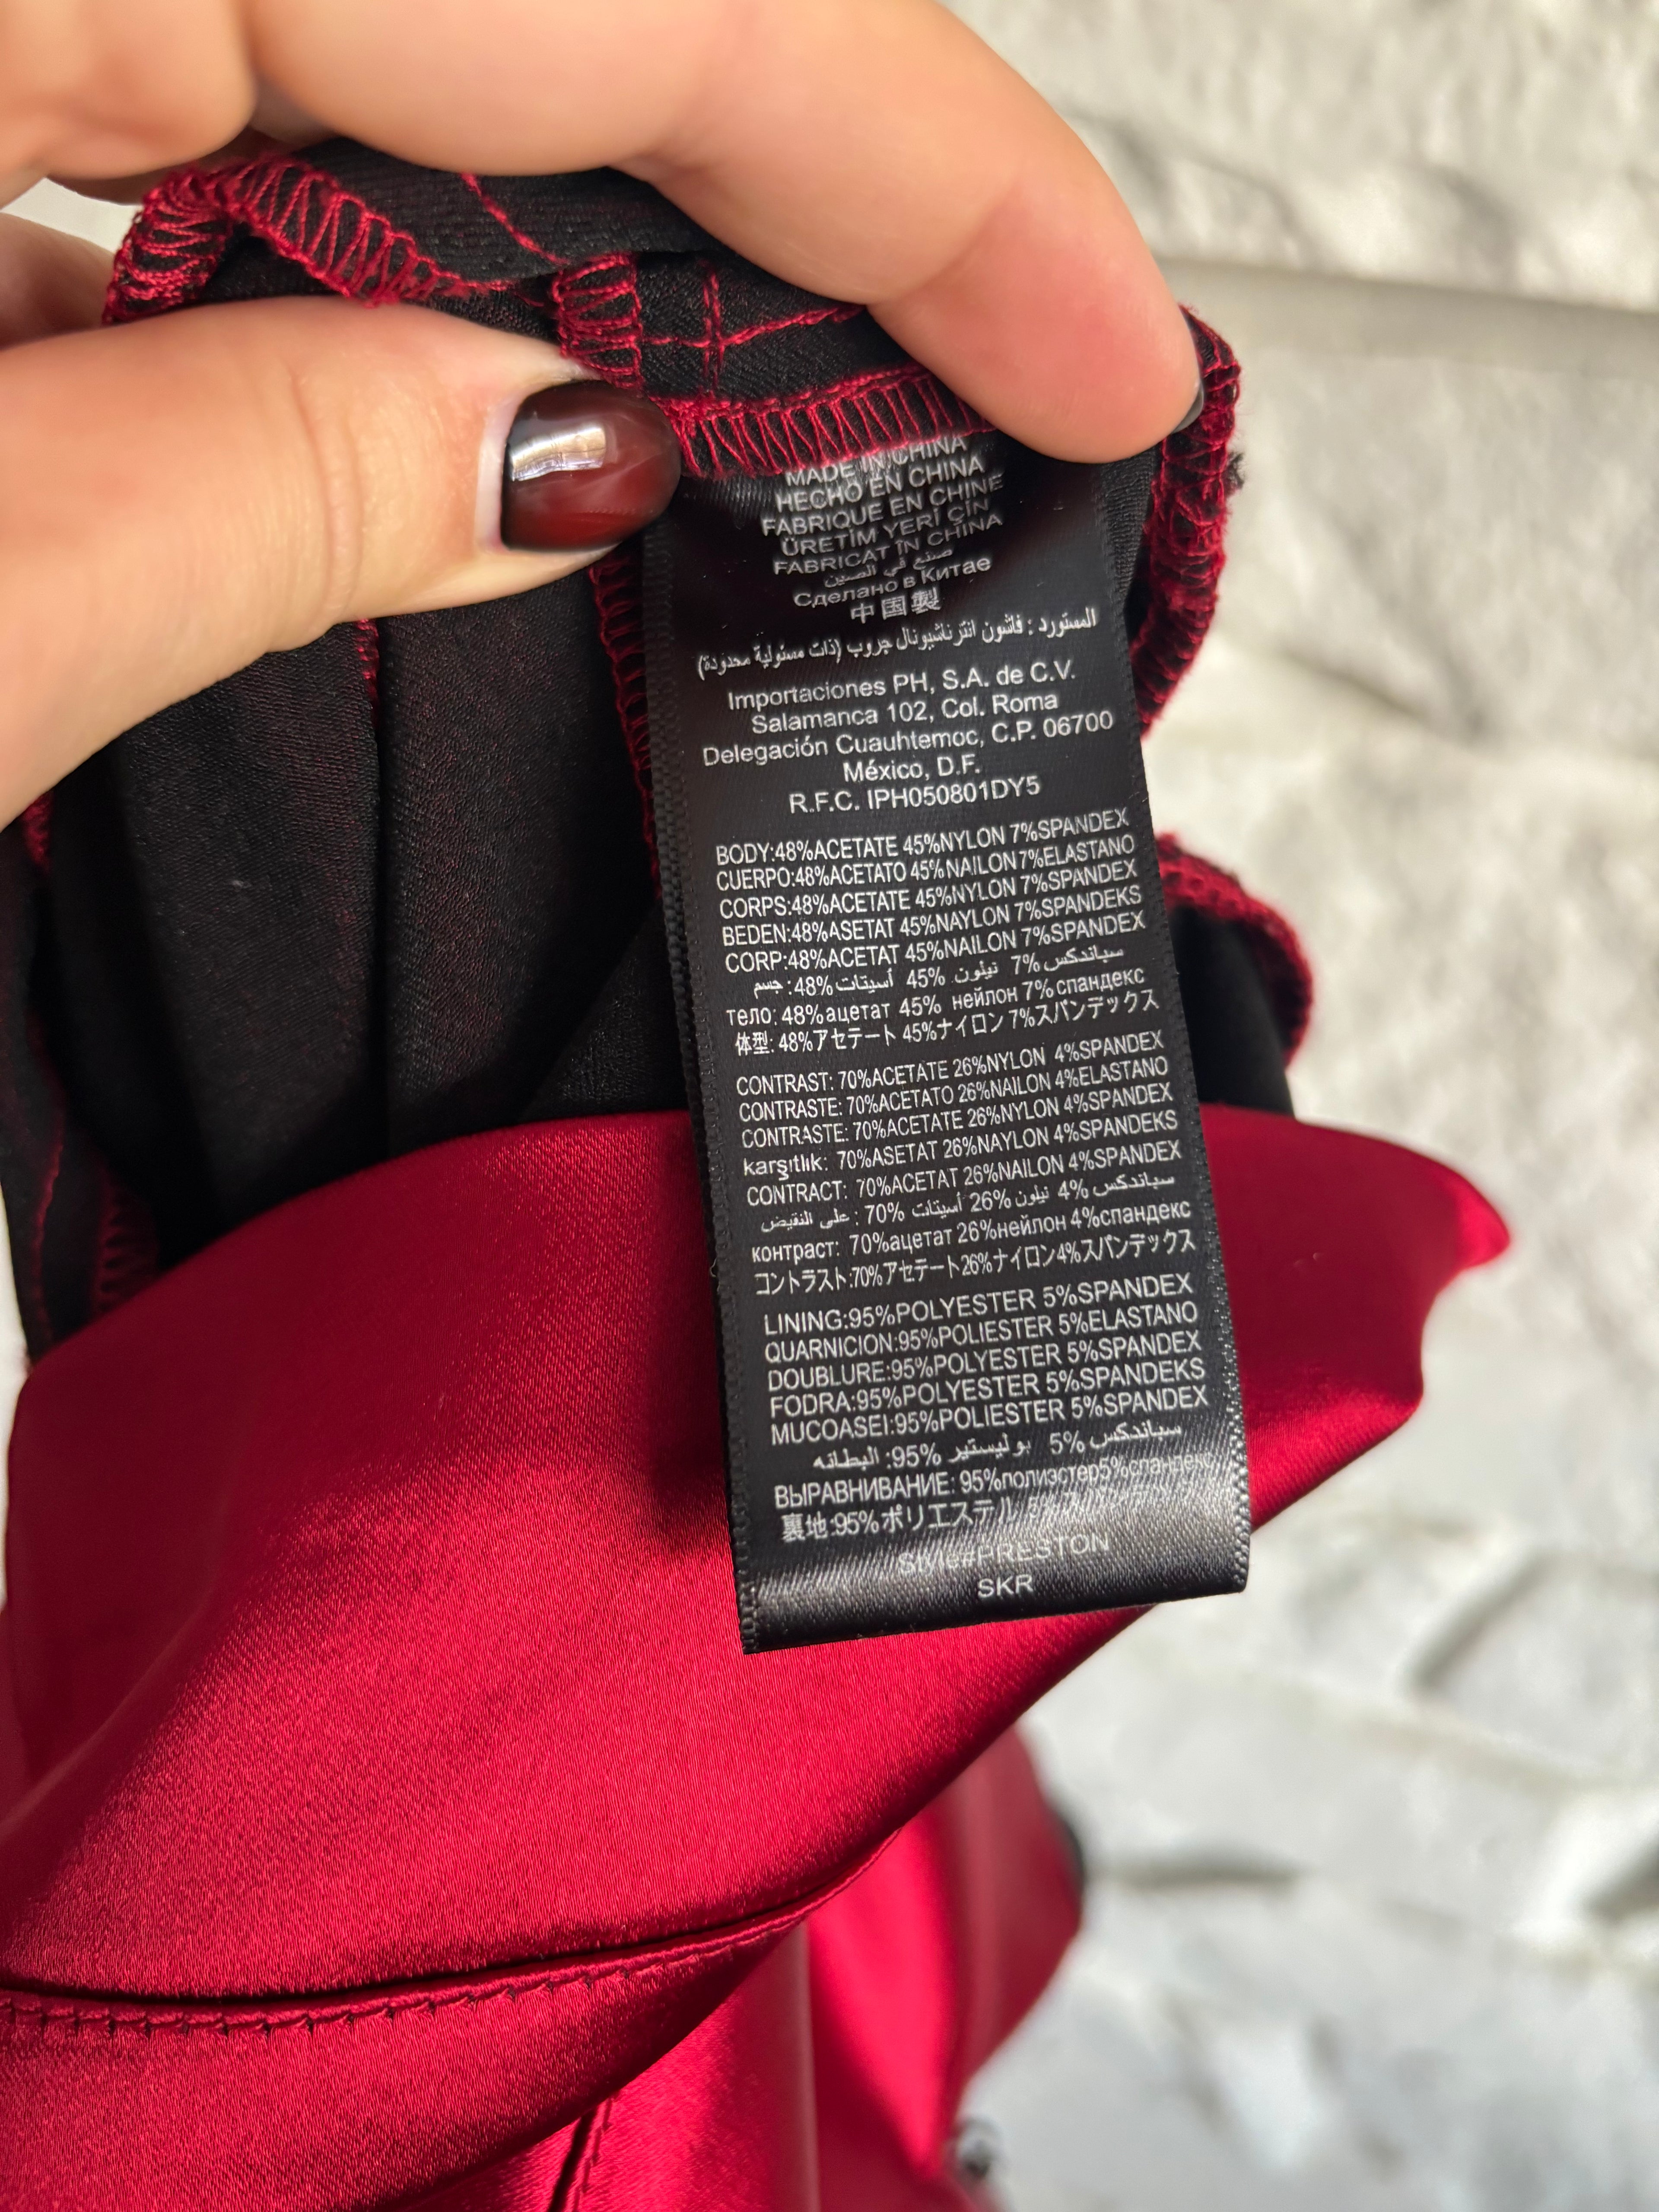 MADE IN CHINA
HECHO EN CHINA
FABRIQUE EN CHINE
ÜRETİM YERİ ÇİN
FABRICAT ÎN CHINA
صنع في الصين
Сделано в Китае
中国製
المستورد : فاشون انترناشيونال جروب (ذات مسئولية محدودة)
Importaciones PH, S.A. de C.V.
Salamanca 102, Col. Roma
Delegación Cuauhtemoc, C.P. 06700
México, D.F.
R.F.C. IPH050801DY5
BODY:48%ACETATE 45%NYLON 7%SPANDEX
CUERPO:48%ACETATO 45%NAILON 7%ELASTANO
CORPS:48%ACETATE 45%NYLON 7%SPANDEX
BEDEN:48%ASETAT 45%NAYLON 7%SPANDEKS
CORP:48%ACETAT 45%NAILON 7%SPANDEX
جسم :48% أسيتات 45% نيلون 7% سباندكس
тело: 48%ацетат 45% нейлон 7%спандекс
体型: 48%アセテート 45%ナイロン 7%スパンデックス
CONTRAST: 70%ACETATE 26%NYLON 4%SPANDEX
CONTRASTE: 70%ACETATO 26%NAILON 4%ELASTANO
CONTRASTE: 70%ACETATE 26%NYLON 4%SPANDEX
karşıtlık: 70%ASETAT 26%NAYLON 4%SPANDEKS
CONTRACT: 70%ACETAT 26%NAILON 4%SPANDEX
على النقيض : 70% أسيتات 26% نيلون 4% سباندكس
контраст: 70%ацетат 26%нейлон 4%спандекс
コントラスト:70%アセテート26%ナイロン4%スパンデックス
LINING:95%POLYESTER 5%SPANDEX
QUARNICION:95%POLIESTER 5%ELASTANO
DOUBLURE:95%POLYESTER 5%SPANDEX
FODRA:95%POLYESTER 5%SPANDEKS
MUCOASEI:95%POLIESTER 5%SPANDEX
البطانه :95% بوليستير 5% سباندكس
ВЫРАВНИВАНИЕ: 95%полиэстер5%спандекс
裏地:95%ポリエステル
Style#PRESTON
SKR